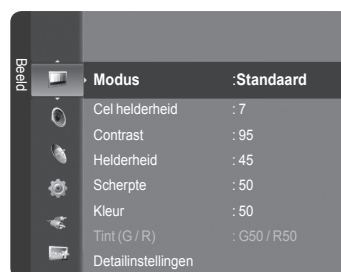 Beeld
Modus :Standaard
Cel helderheid : 7
Contrast : 95
Helderheid : 45
Scherpte : 50
Kleur : 50
Tint (G / R) : G50 / R50
Detailinstellingen